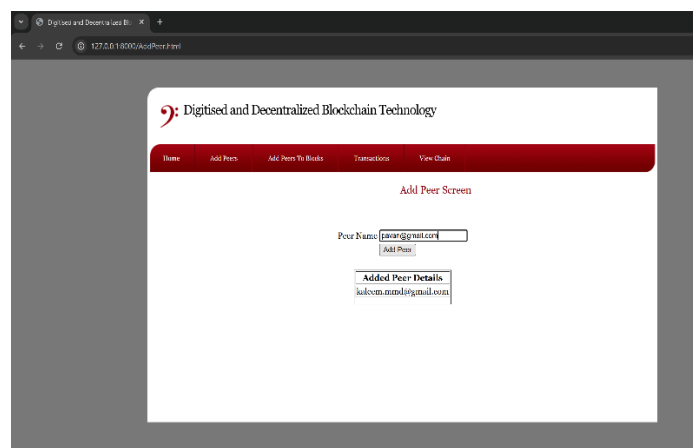 Digitised and Decentralized Blo
127.0.0.1:8000/AddPeer.html
Digitised and Decentralized Blockchain Technology
Home Add Peers Add Peers To Blocks Transactions View Chain
Add Peer Screen
Peer Name pavan@gmail.com
Add Peer
Added Peer Details
kaleem.mmd@gmail.com